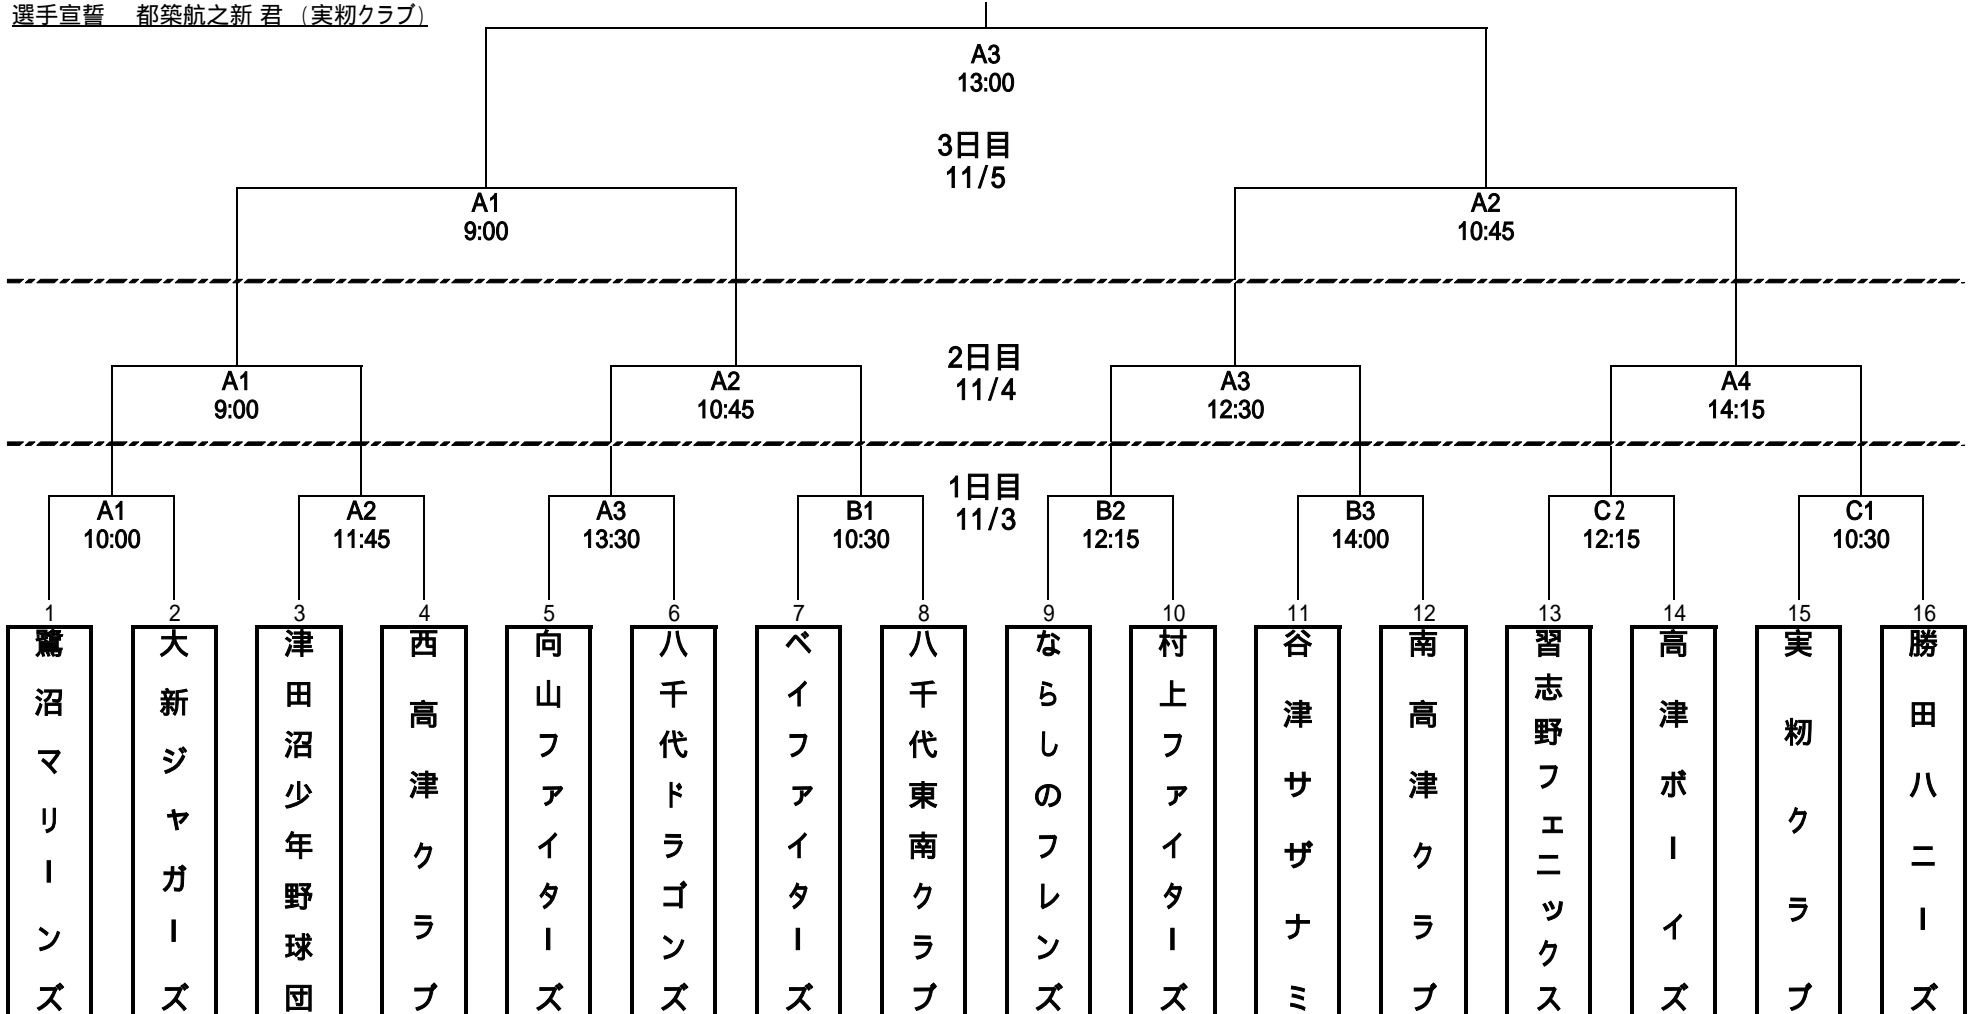 選手宣誓　都築航之新 君 （実籾クラブ）
A3
13:00
3日目
11/5
A1
9:00
A2
10:45
2日目
11/4
A1
9:00
A2
10:45
A3
12:30
A4
14:15
1日目
11/3
A1
10:00
A2
11:45
A3
13:30
B1
10:30
B2
12:15
B3
14:00
C2
12:15
C1
10:30
1
2
3
4
5
6
7
8
9
10
11
12
13
14
15
16
鷺沼マリーンズ
大新ジャガーズ
津田沼少年野球団
西高津クラブ
向山ファイターズ
八千代ドラゴンズ
ベイファイターズ
八千代東南クラブ
ならしのフレンズ
村上ファイターズ
谷津サザナミ
南高津クラブ
習志野フェニックス
高津ボーイズ
実籾クラブ
勝田ハニーズ